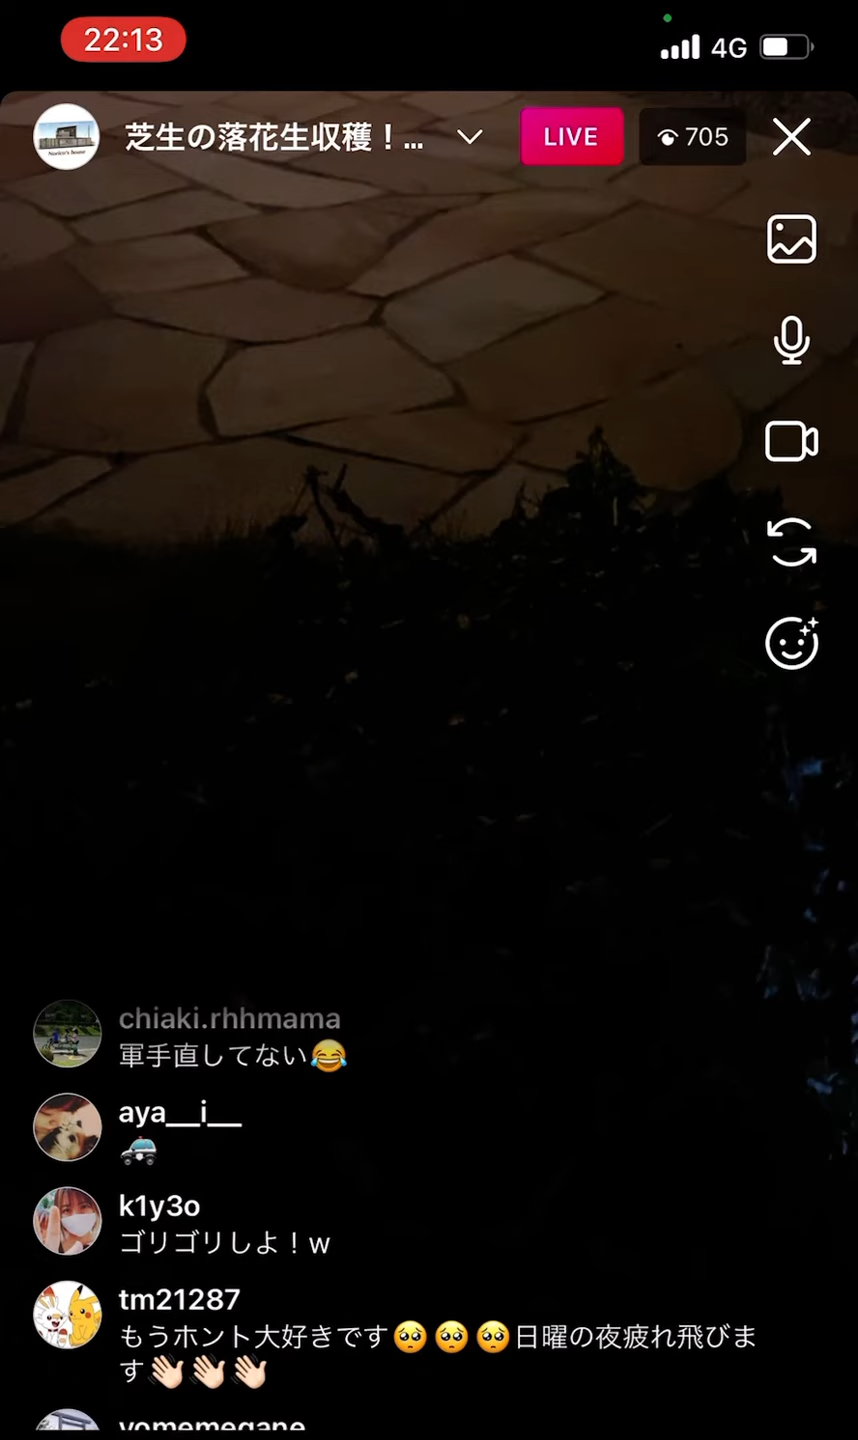 22:13
4G
芝生の落花生収穫！...
LIVE
705
chiaki.rhhmama
軍手直してない😂
aya__i__
🚓
k1y3o
ゴリゴリしよ！w
tm21287
もうホント大好きです🥺🥺🥺日曜の夜疲れ飛びま
す👋🏻👋🏻👋🏻
yomemegane